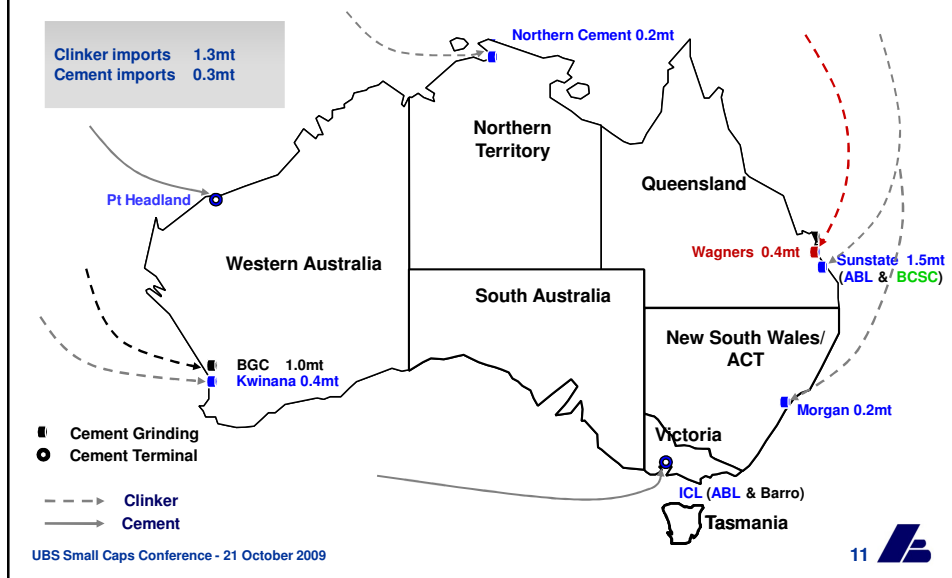 Clinker imports 1.3mt
Cement imports 0.3mt
Northern Cement 0.2mt
Northern
Territory
Queensland
Pt Headland
Wagners 0.4mt
Sunstate 1.5mt
(ABL & BCSC)
Western Australia
South Australia
New South Wales/
ACT
BGC 1.0mt
Kwinana 0.4mt
Morgan 0.2mt
Cement Grinding
Cement Terminal
Victoria
ICL (ABL & Barro)
Clinker
Cement
Tasmania
UBS Small Caps Conference - 21 October 2009
11